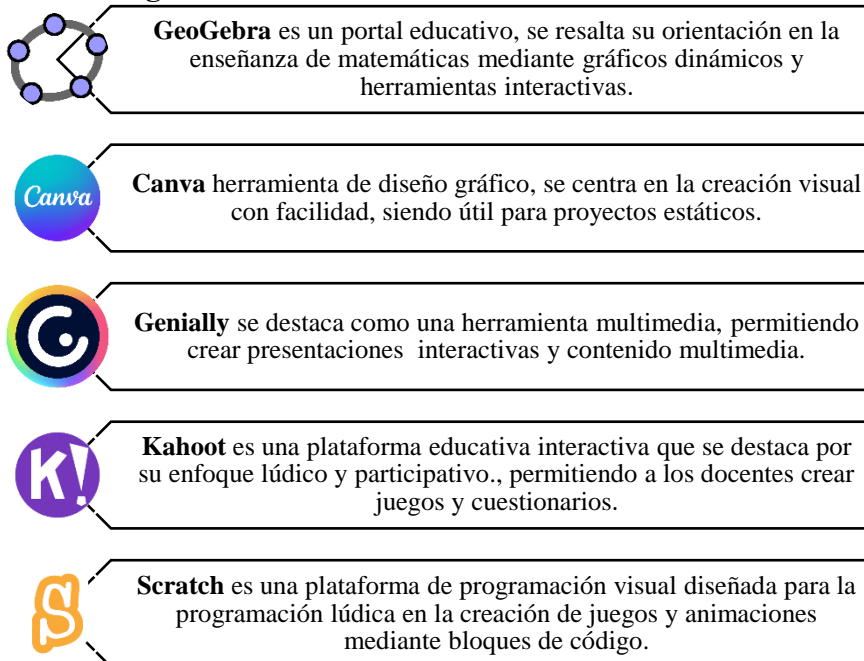 GeoGebra es un portal educativo, se resalta su orientación en la
enseñanza de matemáticas mediante gráficos dinámicos y
herramientas interactivas.
Canva
Canva herramienta de diseño gráfico, se centra en la creación visual
con facilidad, siendo útil para proyectos estáticos.
Genially se destaca como una herramienta multimedia, permitiendo
crear presentaciones interactivas y contenido multimedia.
K!
Kahoot es una plataforma educativa interactiva que se destaca por
su enfoque lúdico y participativo., permitiendo a los docentes crear
juegos y cuestionarios.
S
Scratch es una plataforma de programación visual diseñada para la
programación lúdica en la creación de juegos y animaciones
mediante bloques de código.